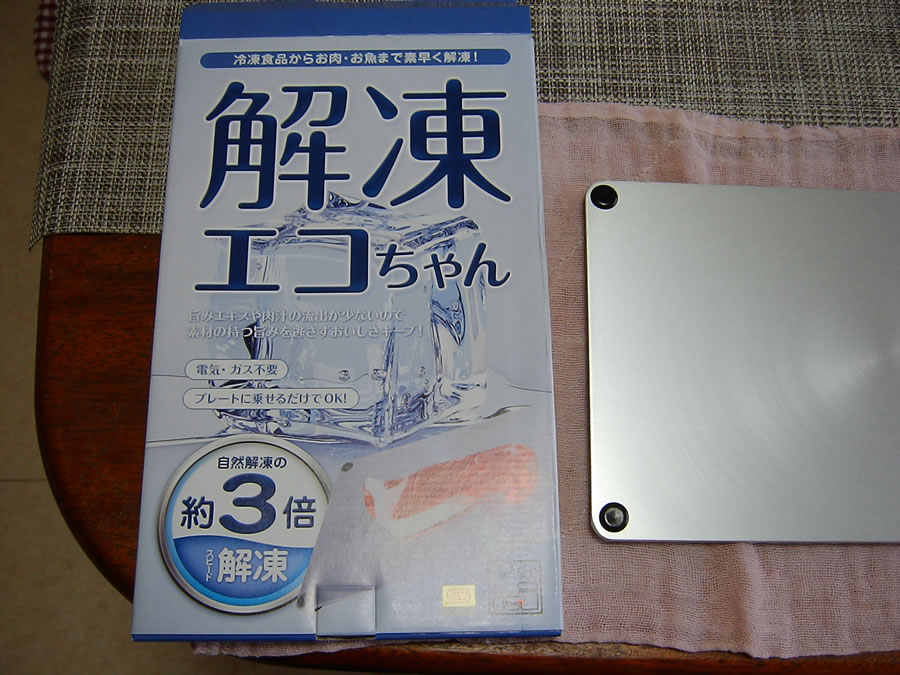 冷凍食品からお肉・お魚まで素早く解凍！
解凍
エコちゃん
旨みエキスや肉汁の流出が少ないので
素材の持つ旨みを逃さずおいしさキープ！
電気・ガス不要
プレートに乗せるだけでOK！
自然解凍の
約3倍
スピード
解凍